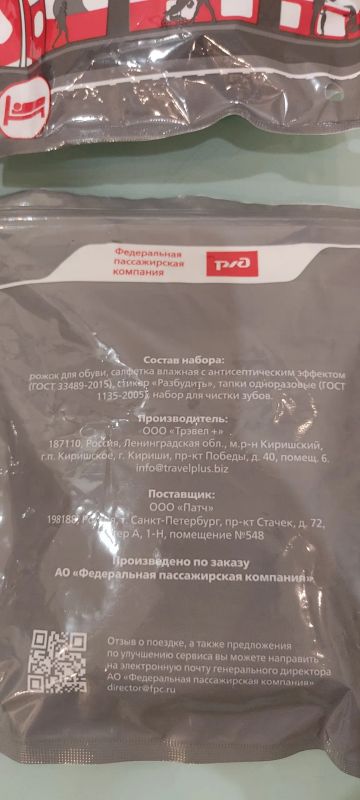 Федеральная
пассажирская
компания
РЖД
Состав набора:
рожок для обуви, салфетка влажная с антисептическим эффектом
(ГОСТ 33489-2015), стикер «Разбудить», тапки одноразовые (ГОСТ
1135-2005), набор для чистки зубов.
Производитель:
ООО «Трэвел +»
187110, Россия, Ленинградская обл., м.р-н Киришский,
г.п. Киришское, г. Кириши, пр-кт Победы, д. 40, помещ. 6.
info@travelplus.biz
Поставщик:
ООО «Патч»
198188, Россия, г. Санкт-Петербург, пр-кт Стачек, д. 72,
А, 1-Н, помещение №548
Произведено по заказу
АО «Федеральная пассажирская компания»
Отзыв о поездке, а также предложения
по улучшению сервиса вы можете направить
на электронную почту генерального директора
АО «Федеральная пассажирская компания»
director@fpc.ru